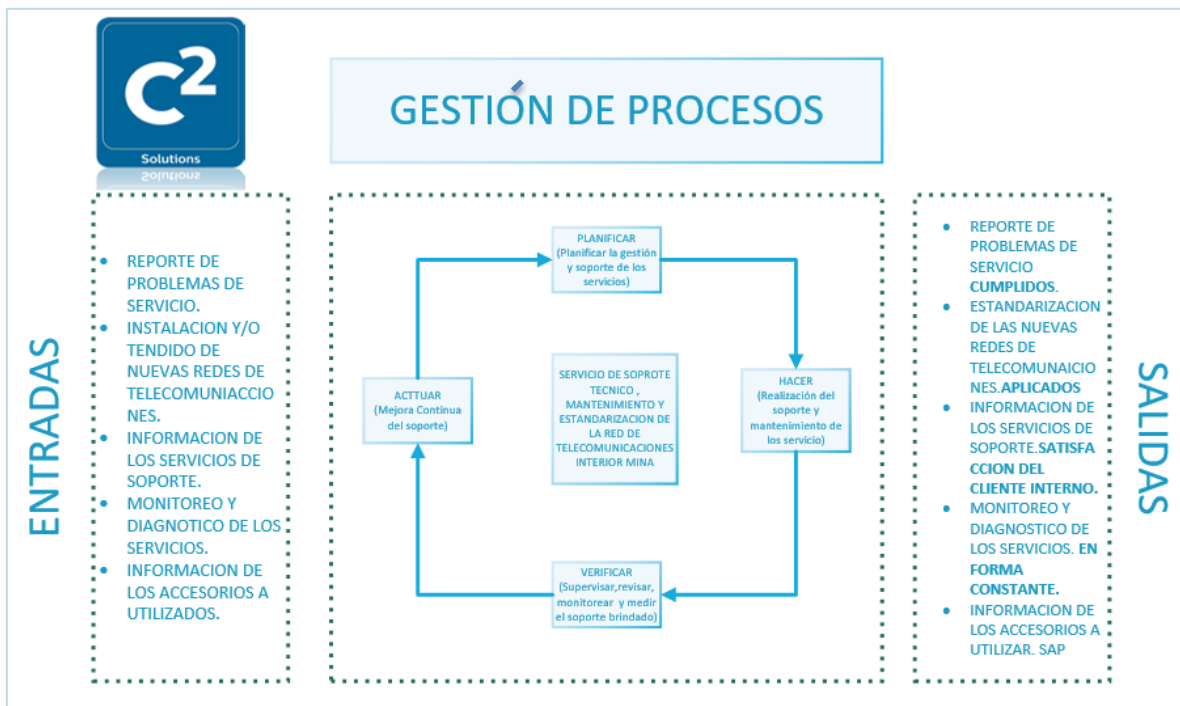 C2
Solutions
GESTIÓN DE PROCESOS
ENTRADAS
• REPORTE DE
PROBLEMAS DE
SERVICIO.
• INSTALACION Y/O
TENDIDO DE
NUEVAS REDES DE
TELECOMUNIACCIO
NES.
• INFORMACION DE
LOS SERVICIOS DE
SOPORTE.
• MONITOREO Y
DIAGNOTICO DE LOS
SERVICIOS.
• INFORMACION DE
LOS ACCESORIOS A
UTILIZADOS.
PLANIFICAR
(Planificar la gestión
y soporte de los
servicios)
ACTTUAR
(Mejora Continua
del soporte)
SERVICIO DE SOPROTE
TECNICO ,
MANTENIMIENTO Y
ESTANDARIZACION DE
LA RED DE
TELECOMUNICACIONES
INTERIOR MINA
HACER
(Realización del
soporte y
mantenimiento de
los servicio)
VERIFICAR
(Supervisar,revisar,
monitorear y medir
el soporte brindado)
• REPORTE DE
PROBLEMAS DE
SERVICIO
CUMPLIDOS.
• ESTANDARIZACION
DE LAS NUEVAS
REDES DE
TELECOMUNAICIO
NES.APLICADOS
• INFORMACION DE
LOS SERVICIOS DE
SOPORTE.SATISFA
CCION DEL
CLIENTE INTERNO.
• MONITOREO Y
DIAGNOSTICO DE
LOS SERVICIOS. EN
FORMA
CONSTANTE.
• INFORMACION DE
LOS ACCESORIOS A
UTILIZAR. SAP
SALIDAS